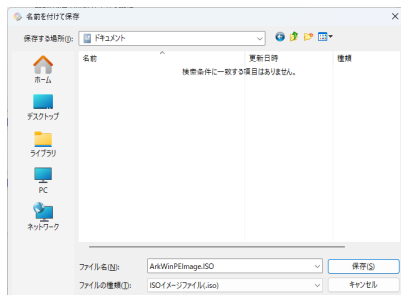 名前を付けて保存
保存する場所(I):
ドキュメント
名前
更新日時
種類
検索条件に一致する項目はありません。
ホーム
デスクトップ
ライブラリ
PC
ネットワーク
ファイル名(N):
ArkWinPEImage.ISO
保存(S)
ファイルの種類(T):
ISOイメージファイル(.iso)
キャンセル